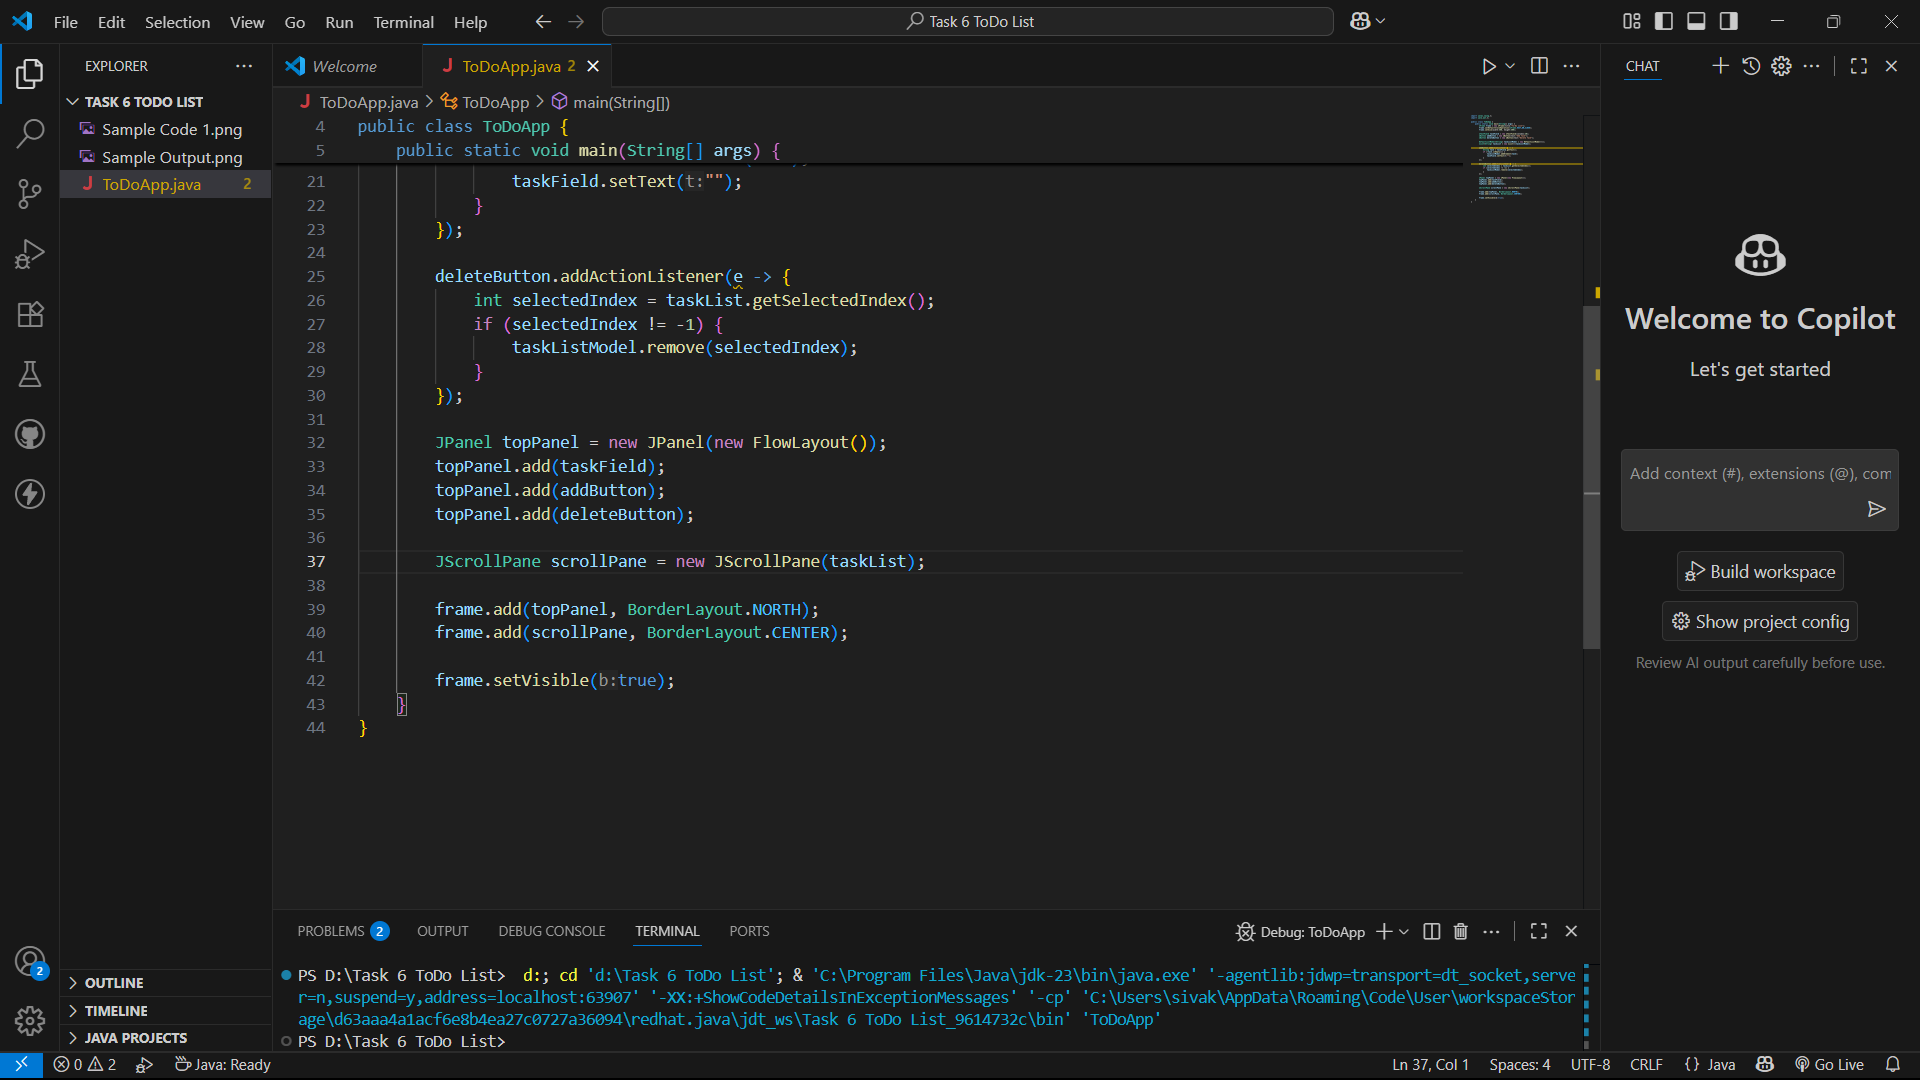 File Edit Selection View Go Run Terminal Help
Task 6 ToDo List
EXPLORER
TASK 6 TODO LIST
Sample Code 1.png
Sample Output.png
ToDoApp.java 2
OUTLINE
TIMELINE
JAVA PROJECTS
Welcome
ToDoApp.java 2
ToDoApp.java > ToDoApp > main(String[])
4 public class ToDoApp {
5 public static void main(String[] args) {
21 taskField.setText(t:"");
22 }
23 });
24
25 deleteButton.addActionListener(e -> {
26 int selectedIndex = taskList.getSelectedIndex();
27 if (selectedIndex != -1) {
28 taskListModel.remove(selectedIndex);
29 }
30 });
31
32 JPanel topPanel = new JPanel(new FlowLayout());
33 topPanel.add(taskField);
34 topPanel.add(addButton);
35 topPanel.add(deleteButton);
36
37 JScrollPane scrollPane = new JScrollPane(taskList);
38
39 frame.add(topPanel, BorderLayout.NORTH);
40 frame.add(scrollPane, BorderLayout.CENTER);
41
42 frame.setVisible(b:true);
43 }
44 }
PROBLEMS 2 OUTPUT DEBUG CONSOLE TERMINAL PORTS
Debug: ToDoApp
PS D:\Task 6 ToDo List> d:; cd 'd:\Task 6 ToDo List'; & 'C:\Program Files\Java\jdk-23\bin\java.exe' '-agentlib:jdwp=transport=dt_socket,serve
r=n,suspend=y,address=localhost:63907' '-XX:+ShowCodeDetailsInExceptionMessages' '-cp' 'C:\Users\sivak\AppData\Roaming\Code\User\workspaceStor
age\d63aaa4a1acf6e8b4ea27c0727a36094\redhat.java\jdt_ws\Task 6 ToDo List_9614732c\bin' 'ToDoApp'
PS D:\Task 6 ToDo List>
CHAT
Welcome to Copilot
Let's get started
Add context (#), extensions (@), com
Build workspace
Show project config
Review AI output carefully before use.
2
0 2 Java: Ready
Ln 37, Col 1 Spaces: 4 UTF-8 CRLF {} Java Go Live